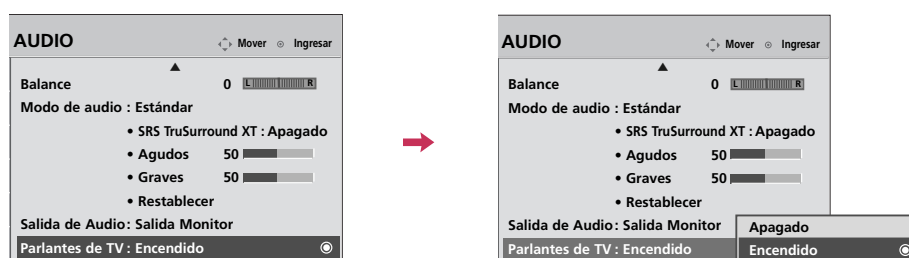 AUDIO Mover Ingresar
Balance 0 L R
Modo de audio : Estándar
• SRS TruSurround XT : Apagado
• Agudos 50
• Graves 50
• Restablecer
Salida de Audio: Salida Monitor
Parlantes de TV : Encendido
AUDIO Mover Ingresar
Balance 0 L R
Modo de audio : Estándar
• SRS TruSurround XT : Apagado
• Agudos 50
• Graves 50
• Restablecer
Salida de Audio: Salida Monitor
Parlantes de TV : Encendido
Apagado
Encendido